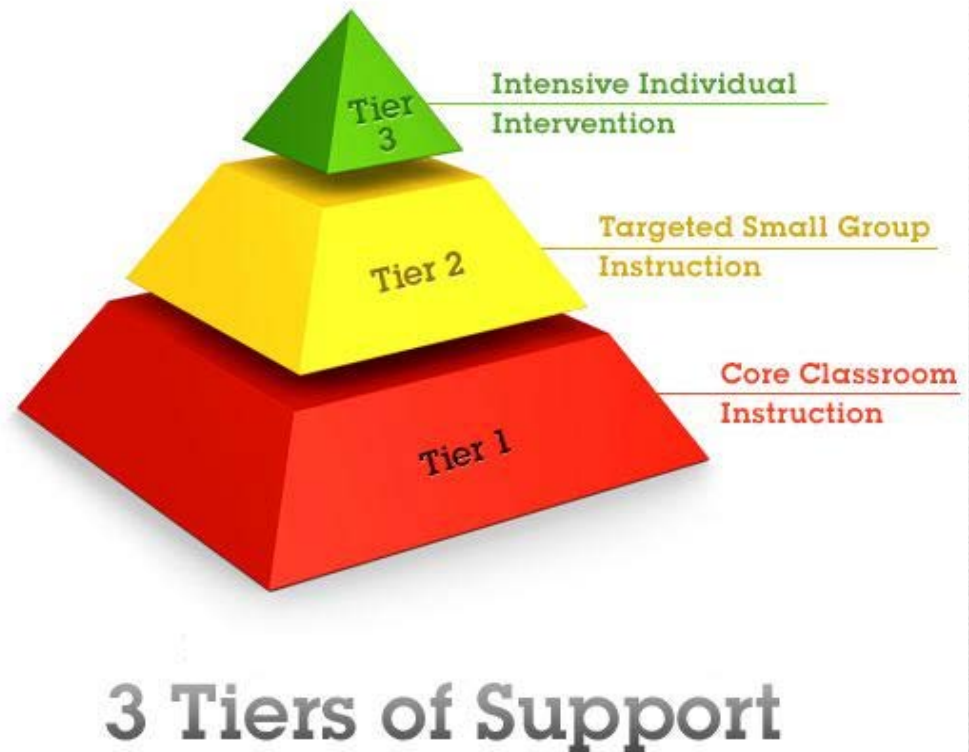 Tier
3
Intensive Individual
Intervention
Tier 2
Targeted Small Group
Instruction
Tier 1
Core Classroom
Instruction
3 Tiers of Support